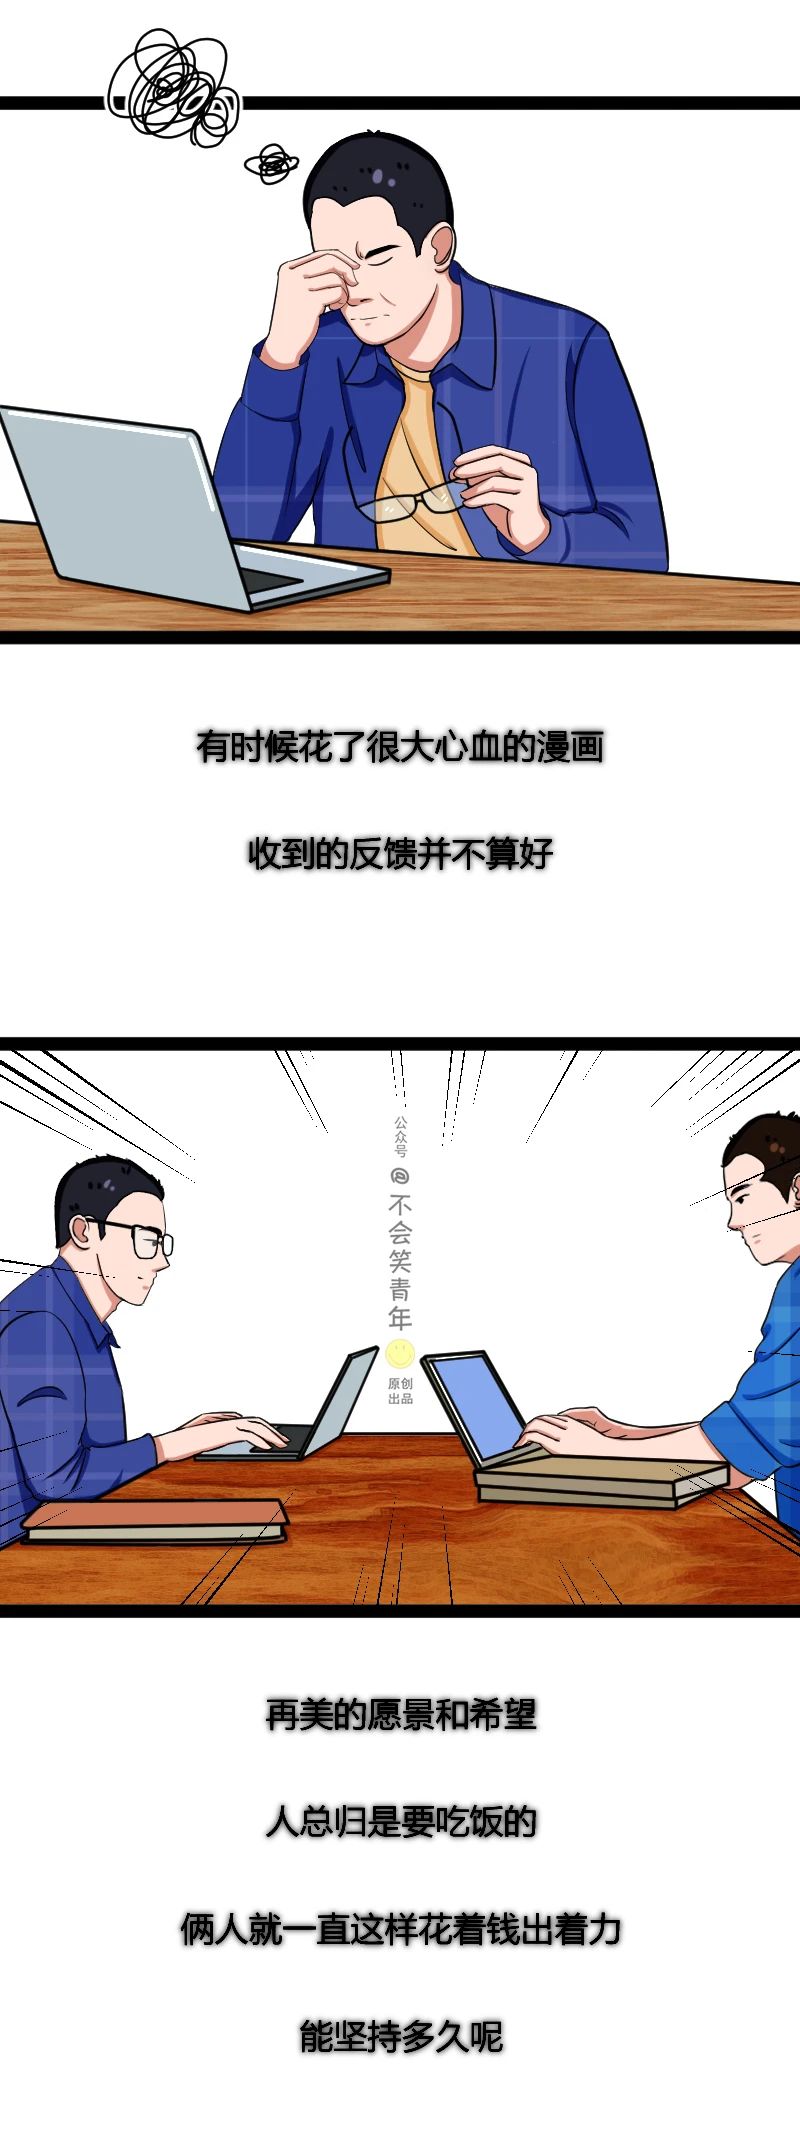 有时候花了很大心血的漫画
收到的反馈并不算好
公众号
@不会笑青年
原创
出品
再美的愿景和希望
人总归是要吃饭的
俩人就一直这样花着钱出着力
能坚持多久呢